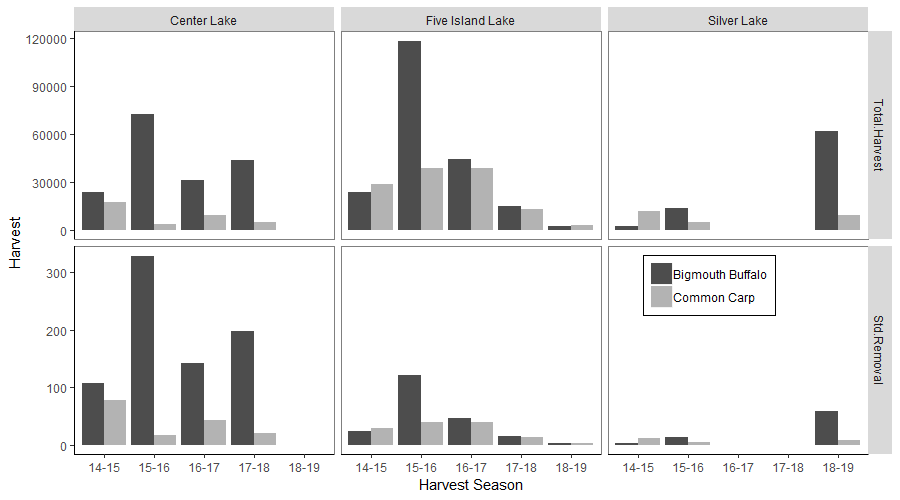 Center Lake
Five Island Lake
Silver Lake
120000
90000
60000
30000
0
Total.Harvest
Harvest
300
200
100
0
Bigmouth Buffalo
Common Carp
Std.Removal
14-15 15-16 16-17 17-18 18-19
14-15 15-16 16-17 17-18 18-19
14-15 15-16 16-17 17-18 18-19
Harvest Season